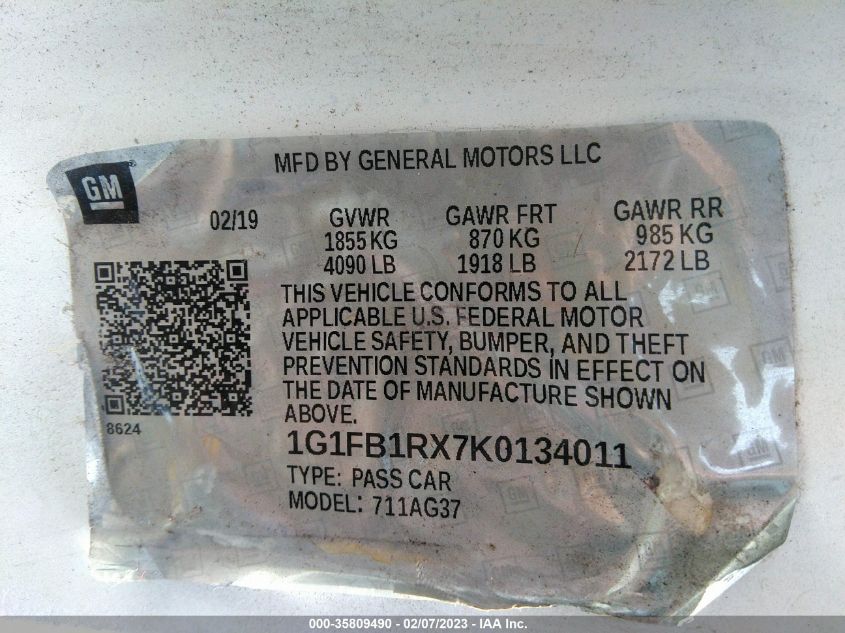 MFD BY GENERAL MOTORS LLC
GM
02/19 GVWR GAWR FRT GAWR RR
1855 KG 870 KG 985 KG
4090 LB 1918 LB 2172 LB
THIS VEHICLE CONFORMS TO ALL
APPLICABLE U.S. FEDERAL MOTOR
VEHICLE SAFETY, BUMPER, AND THEFT
PREVENTION STANDARDS IN EFFECT ON
THE DATE OF MANUFACTURE SHOWN
ABOVE.
8624
1G1FB1RX7K0134011
TYPE: PASS CAR
MODEL: 711AG37
000-35809490 - 02/07/2023 - IAA Inc.